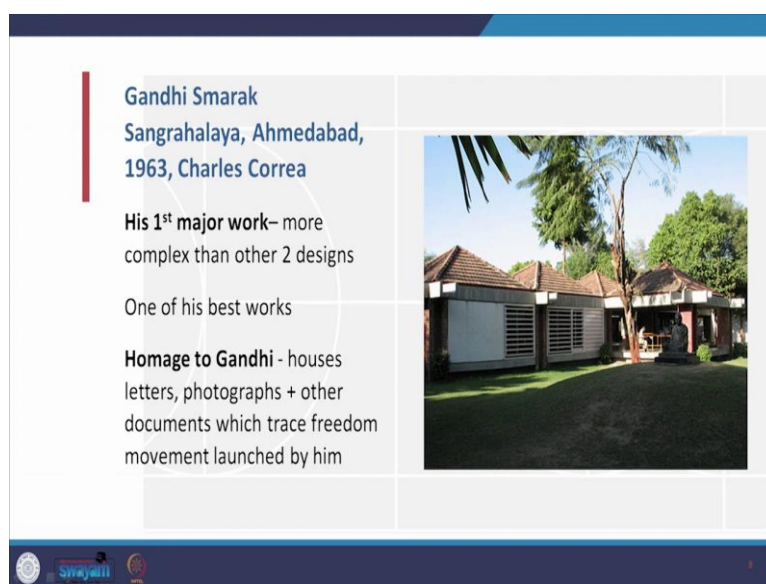 Gandhi Smarak
Sangrahalaya, Ahmedabad,
1963, Charles Correa
His 1st major work– more
complex than other 2 designs
One of his best works
Homage to Gandhi - houses
letters, photographs + other
documents which trace freedom
movement launched by him
swayam